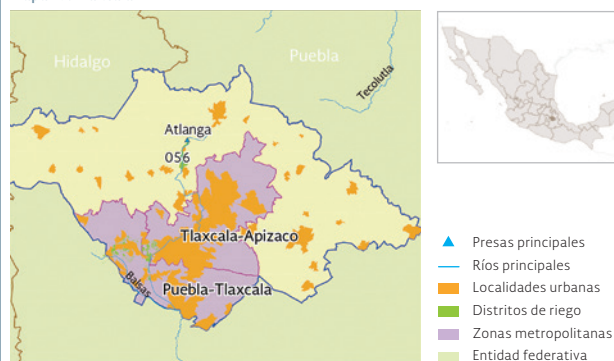 Hidalgo
Puebla
Tecolutla
Atlanga
056
Tlaxcala-Apizaco
Balsas
Puebla-Tlaxcala
Presas principales
Ríos principales
Localidades urbanas
Distritos de riego
Zonas metropolitanas
Entidad federativa